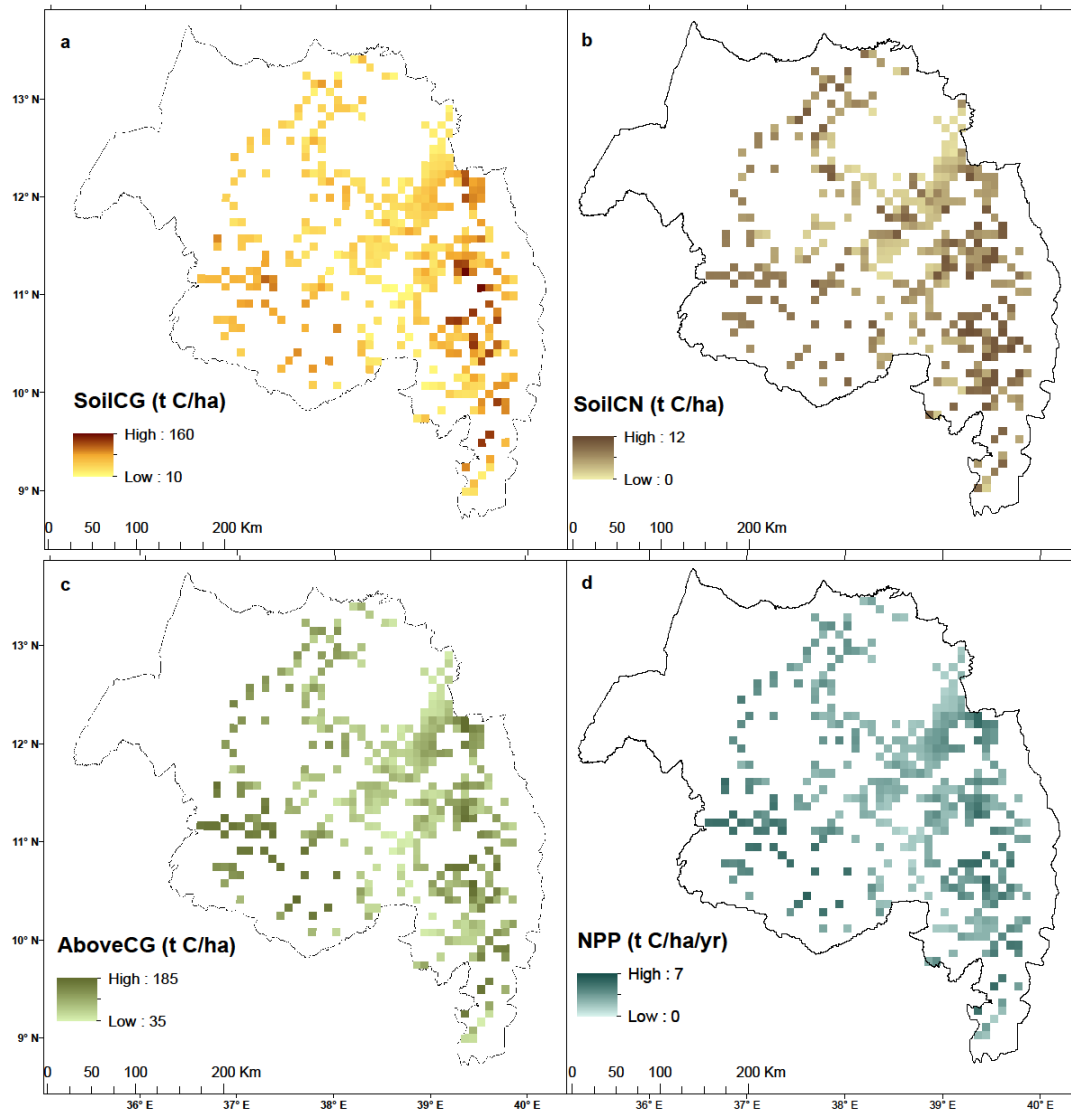 a
b
13° N
12° N
11° N
10° N
9° N
SoilCG (t C/ha)
High : 160
Low : 10
0 50 100 200 Km
SoilCN (t C/ha)
High : 12
Low : 0
0 50 100 200 Km
c
d
13° N
12° N
11° N
10° N
9° N
AboveCG (t C/ha)
High : 185
Low : 35
0 50 100 200 Km
NPP (t C/ha/yr)
High : 7
Low : 0
0 50 100 200 Km
36° E 37° E 38° E 39° E 40° E 36° E 37° E 38° E 39° E 40° E